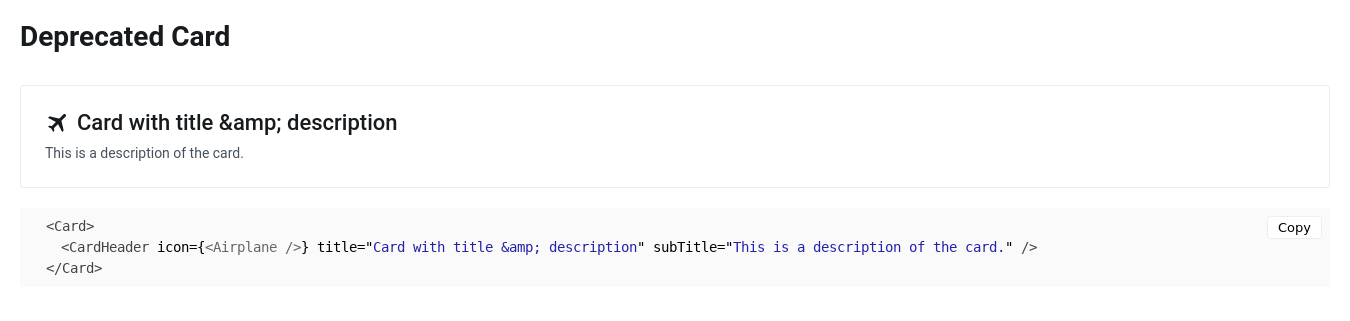 Deprecated Card
Card with title &amp; description
This is a description of the card.
<Card>
<CardHeader icon={<Airplane />} title="Card with title &amp; description" subTitle="This is a description of the card." />
</Card>
Copy